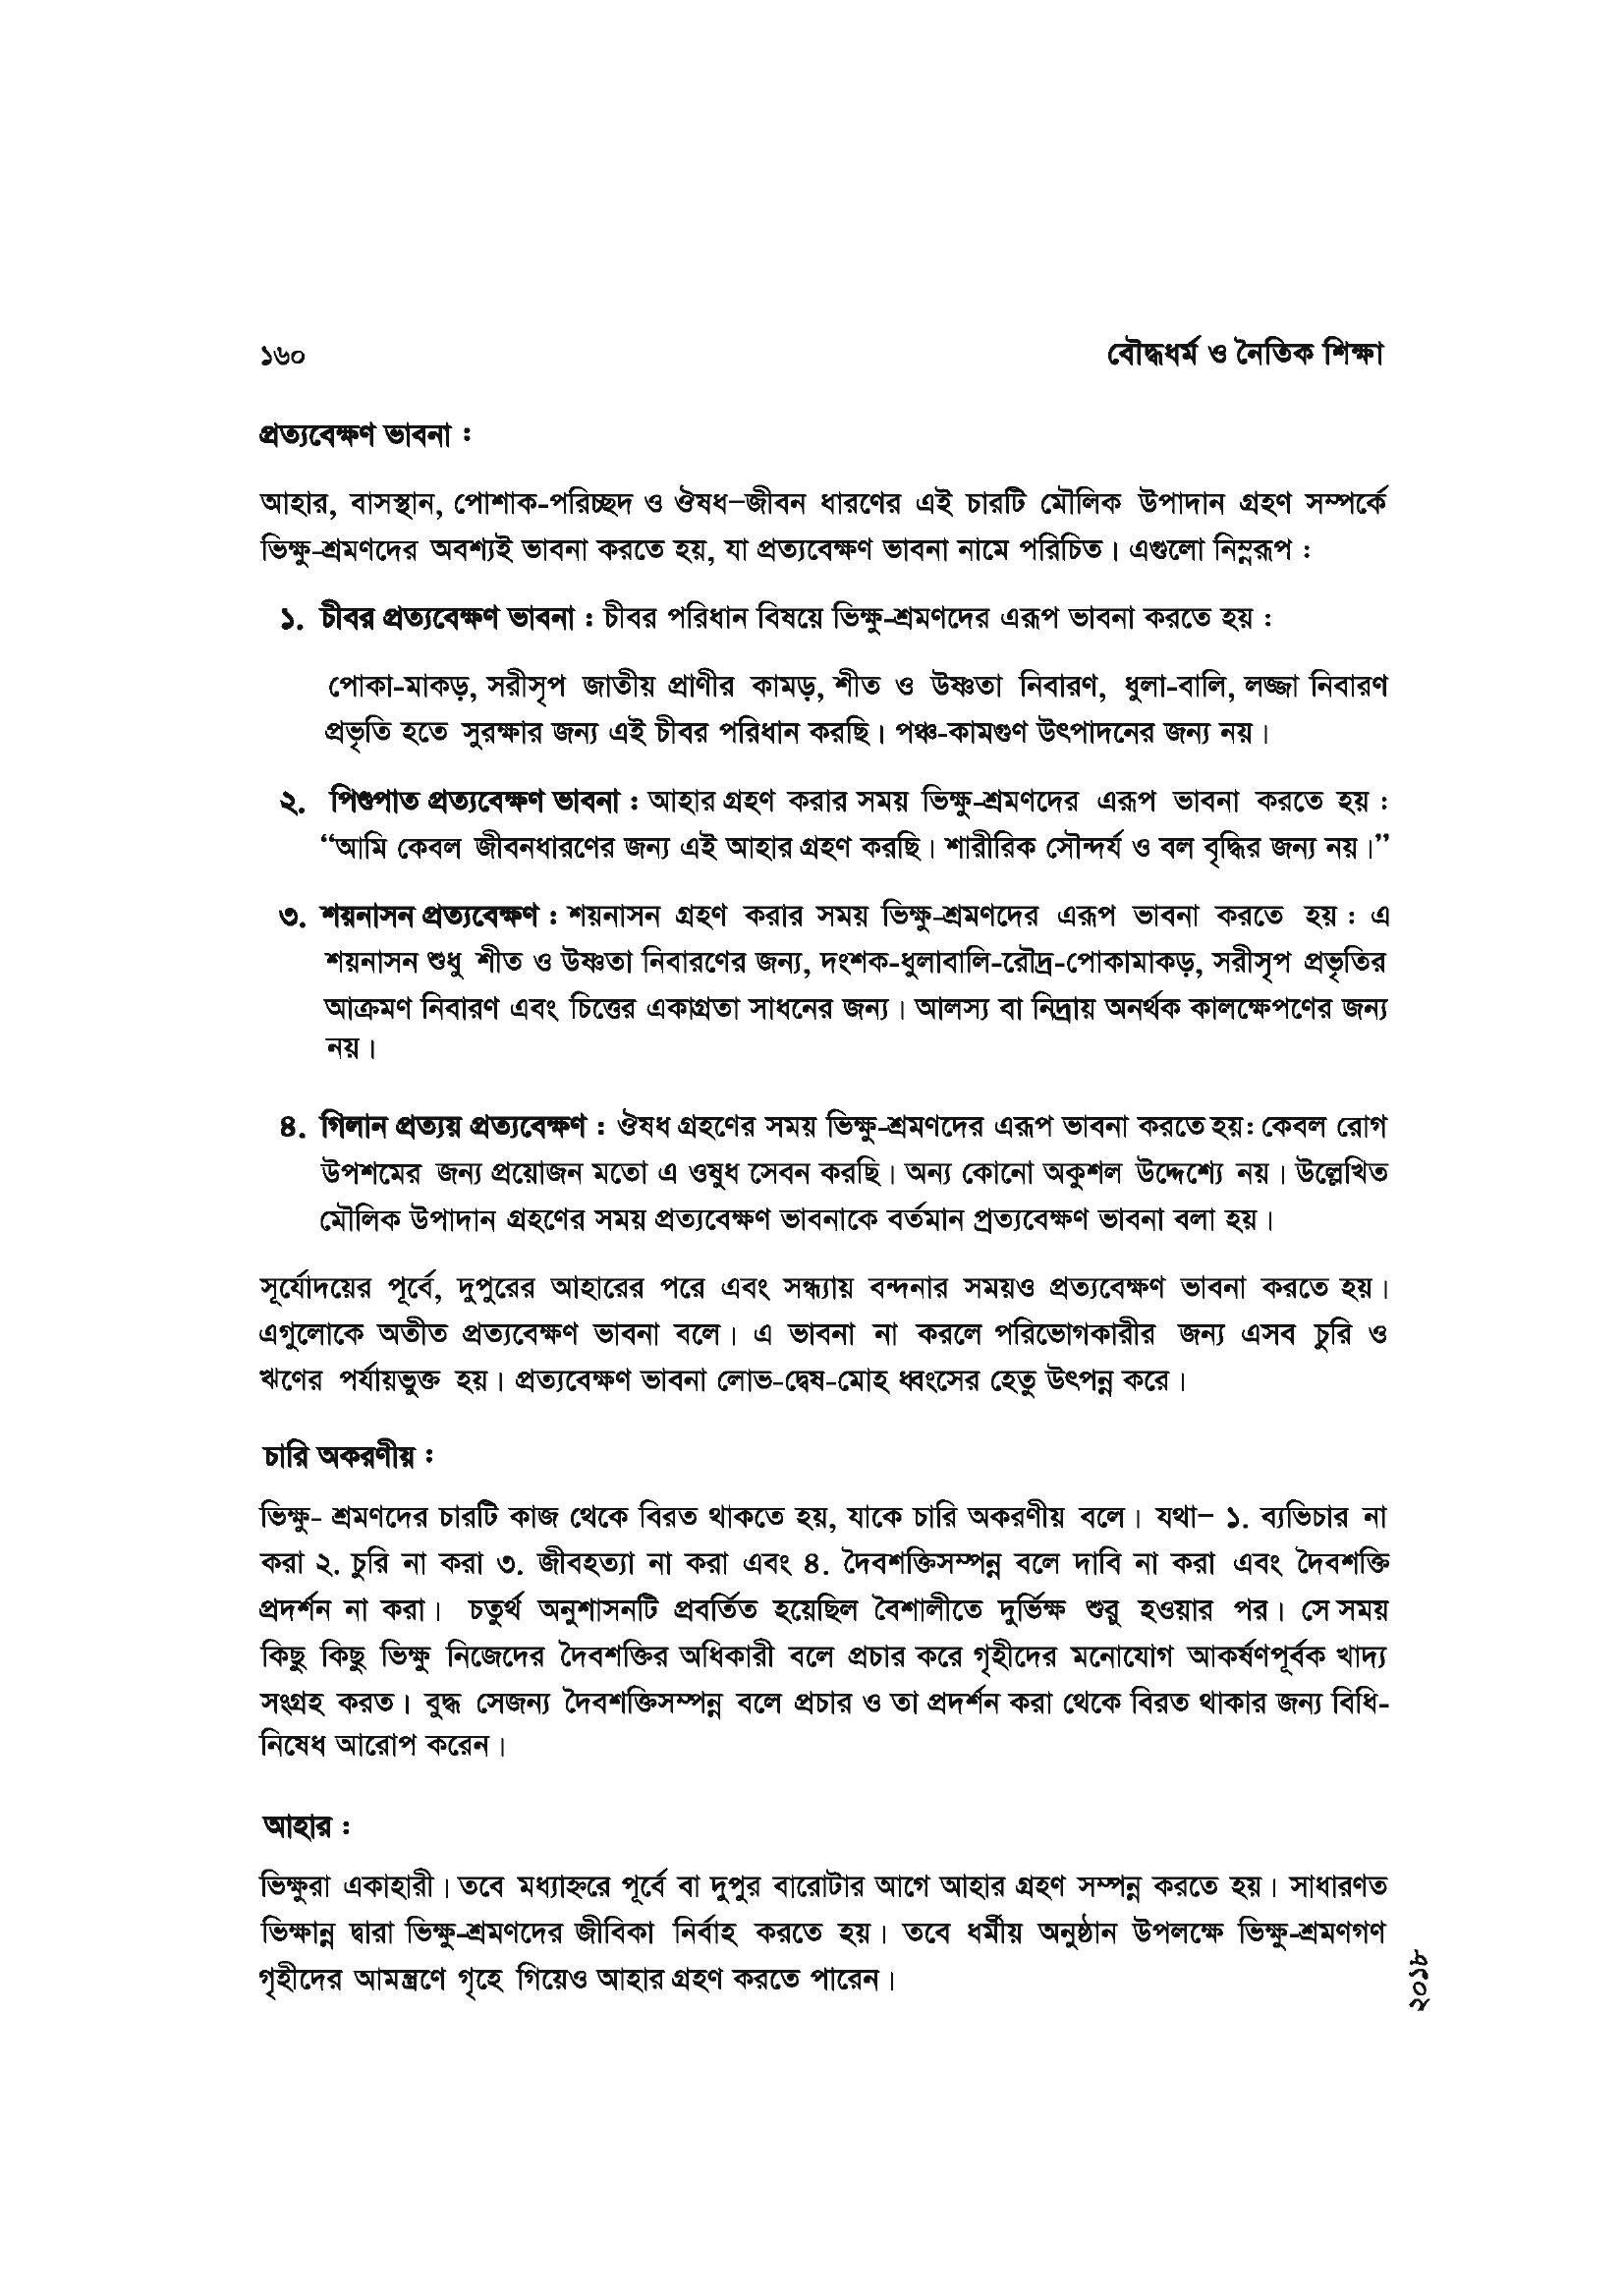 ১৬০ বৌদ্ধধর্ম ও নৈতিক শিক্ষা
প্রত্যবেক্ষণ ভাবনা :
আহার, বাসস্থান, পোশাক-পরিচ্ছদ ও ঔষধ–জীবন ধারণের এই চারটি মৌলিক উপাদান গ্রহণ সম্পর্কে
ভিক্ষু-শ্রমণদের অবশ্যই ভাবনা করতে হয়, যা প্রত্যবেক্ষণ ভাবনা নামে পরিচিত। এগুলো নিম্নরূপ :
১. চীবর প্রত্যবেক্ষণ ভাবনা : চীবর পরিধান বিষয়ে ভিক্ষু-শ্রমণদের এরূপ ভাবনা করতে হয় :
পোকা-মাকড়, সরীসৃপ জাতীয় প্রাণীর কামড়, শীত ও উষ্ণতা নিবারণ, ধুলা-বালি, লজ্জা নিবারণ
প্রভৃতি হতে সুরক্ষার জন্য এই চীবর পরিধান করছি। পঞ্চ-কামগুণ উৎপাদনের জন্য নয়।
২. পিণ্ডপাত প্রত্যবেক্ষণ ভাবনা : আহার গ্রহণ করার সময় ভিক্ষু-শ্রমণদের এরূপ ভাবনা করতে হয় :
“আমি কেবল জীবনধারণের জন্য এই আহার গ্রহণ করছি। শারীরিক সৌন্দর্য ও বল বৃদ্ধির জন্য নয়।”
৩. শয়নাসন প্রত্যবেক্ষণ : শয়নাসন গ্রহণ করার সময় ভিক্ষু-শ্রমণদের এরূপ ভাবনা করতে হয় : এ
শয়নাসন শুধু শীত ও উষ্ণতা নিবারণের জন্য, দংশক-ধুলাবালি-রৌদ্র-পোকামাকড়, সরীসৃপ প্রভৃতির
আক্রমণ নিবারণ এবং চিত্তের একাগ্রতা সাধনের জন্য। আলস্য বা নিদ্রায় অনর্থক কালক্ষেপণের জন্য
নয়।
৪. গিলান প্রত্যয় প্রত্যবেক্ষণ : ঔষধ গ্রহণের সময় ভিক্ষু-শ্রমণদের এরূপ ভাবনা করতে হয়: কেবল রোগ
উপশমের জন্য প্রয়োজন মতো এ ওষুধ সেবন করছি। অন্য কোনো অকুশল উদ্দেশ্যে নয়। উল্লেখিত
মৌলিক উপাদান গ্রহণের সময় প্রত্যবেক্ষণ ভাবনাকে বর্তমান প্রত্যবেক্ষণ ভাবনা বলা হয়।
সূর্যোদয়ের পূর্বে, দুপুরের আহারের পরে এবং সন্ধ্যায় বন্দনার সময়ও প্রত্যবেক্ষণ ভাবনা করতে হয়।
এগুলোকে অতীত প্রত্যবেক্ষণ ভাবনা বলে। এ ভাবনা না করলে পরিভোগকারীর জন্য এসব চুরি ও
ঋণের পর্যায়ভুক্ত হয়। প্রত্যবেক্ষণ ভাবনা লোভ-দ্বেষ-মোহ ধ্বংসের হেতু উৎপন্ন করে।
চারি অকরণীয় :
ভিক্ষু- শ্রমণদের চারটি কাজ থেকে বিরত থাকতে হয়, যাকে চারি অকরণীয় বলে। যথা– ১. ব্যভিচার না
করা ২. চুরি না করা ৩. জীবহত্যা না করা এবং ৪. দৈবশক্তিসম্পন্ন বলে দাবি না করা এবং দৈবশক্তি
প্রদর্শন না করা। চতুর্থ অনুশাসনটি প্রবর্তিত হয়েছিল বৈশালীতে দুর্ভিক্ষ শুরু হওয়ার পর। সে সময়
কিছু কিছু ভিক্ষু নিজেদের দৈবশক্তির অধিকারী বলে প্রচার করে গৃহীদের মনোযোগ আকর্ষণপূর্বক খাদ্য
সংগ্রহ করত। বুদ্ধ সেজন্য দৈবশক্তিসম্পন্ন বলে প্রচার ও তা প্রদর্শন করা থেকে বিরত থাকার জন্য বিধি-
নিষেধ আরোপ করেন।
আহার :
ভিক্ষুরা একাহারী। তবে মধ্যাহ্নরে পূর্বে বা দুপুর বারোটার আগে আহার গ্রহণ সম্পন্ন করতে হয়। সাধারণত
ভিক্ষান্ন দ্বারা ভিক্ষু-শ্রমণদের জীবিকা নির্বাহ করতে হয়। তবে ধর্মীয় অনুষ্ঠান উপলক্ষে ভিক্ষু-শ্রমণগণ
গৃহীদের আমন্ত্রণে গৃহে গিয়েও আহার গ্রহণ করতে পারেন।
২০১৮